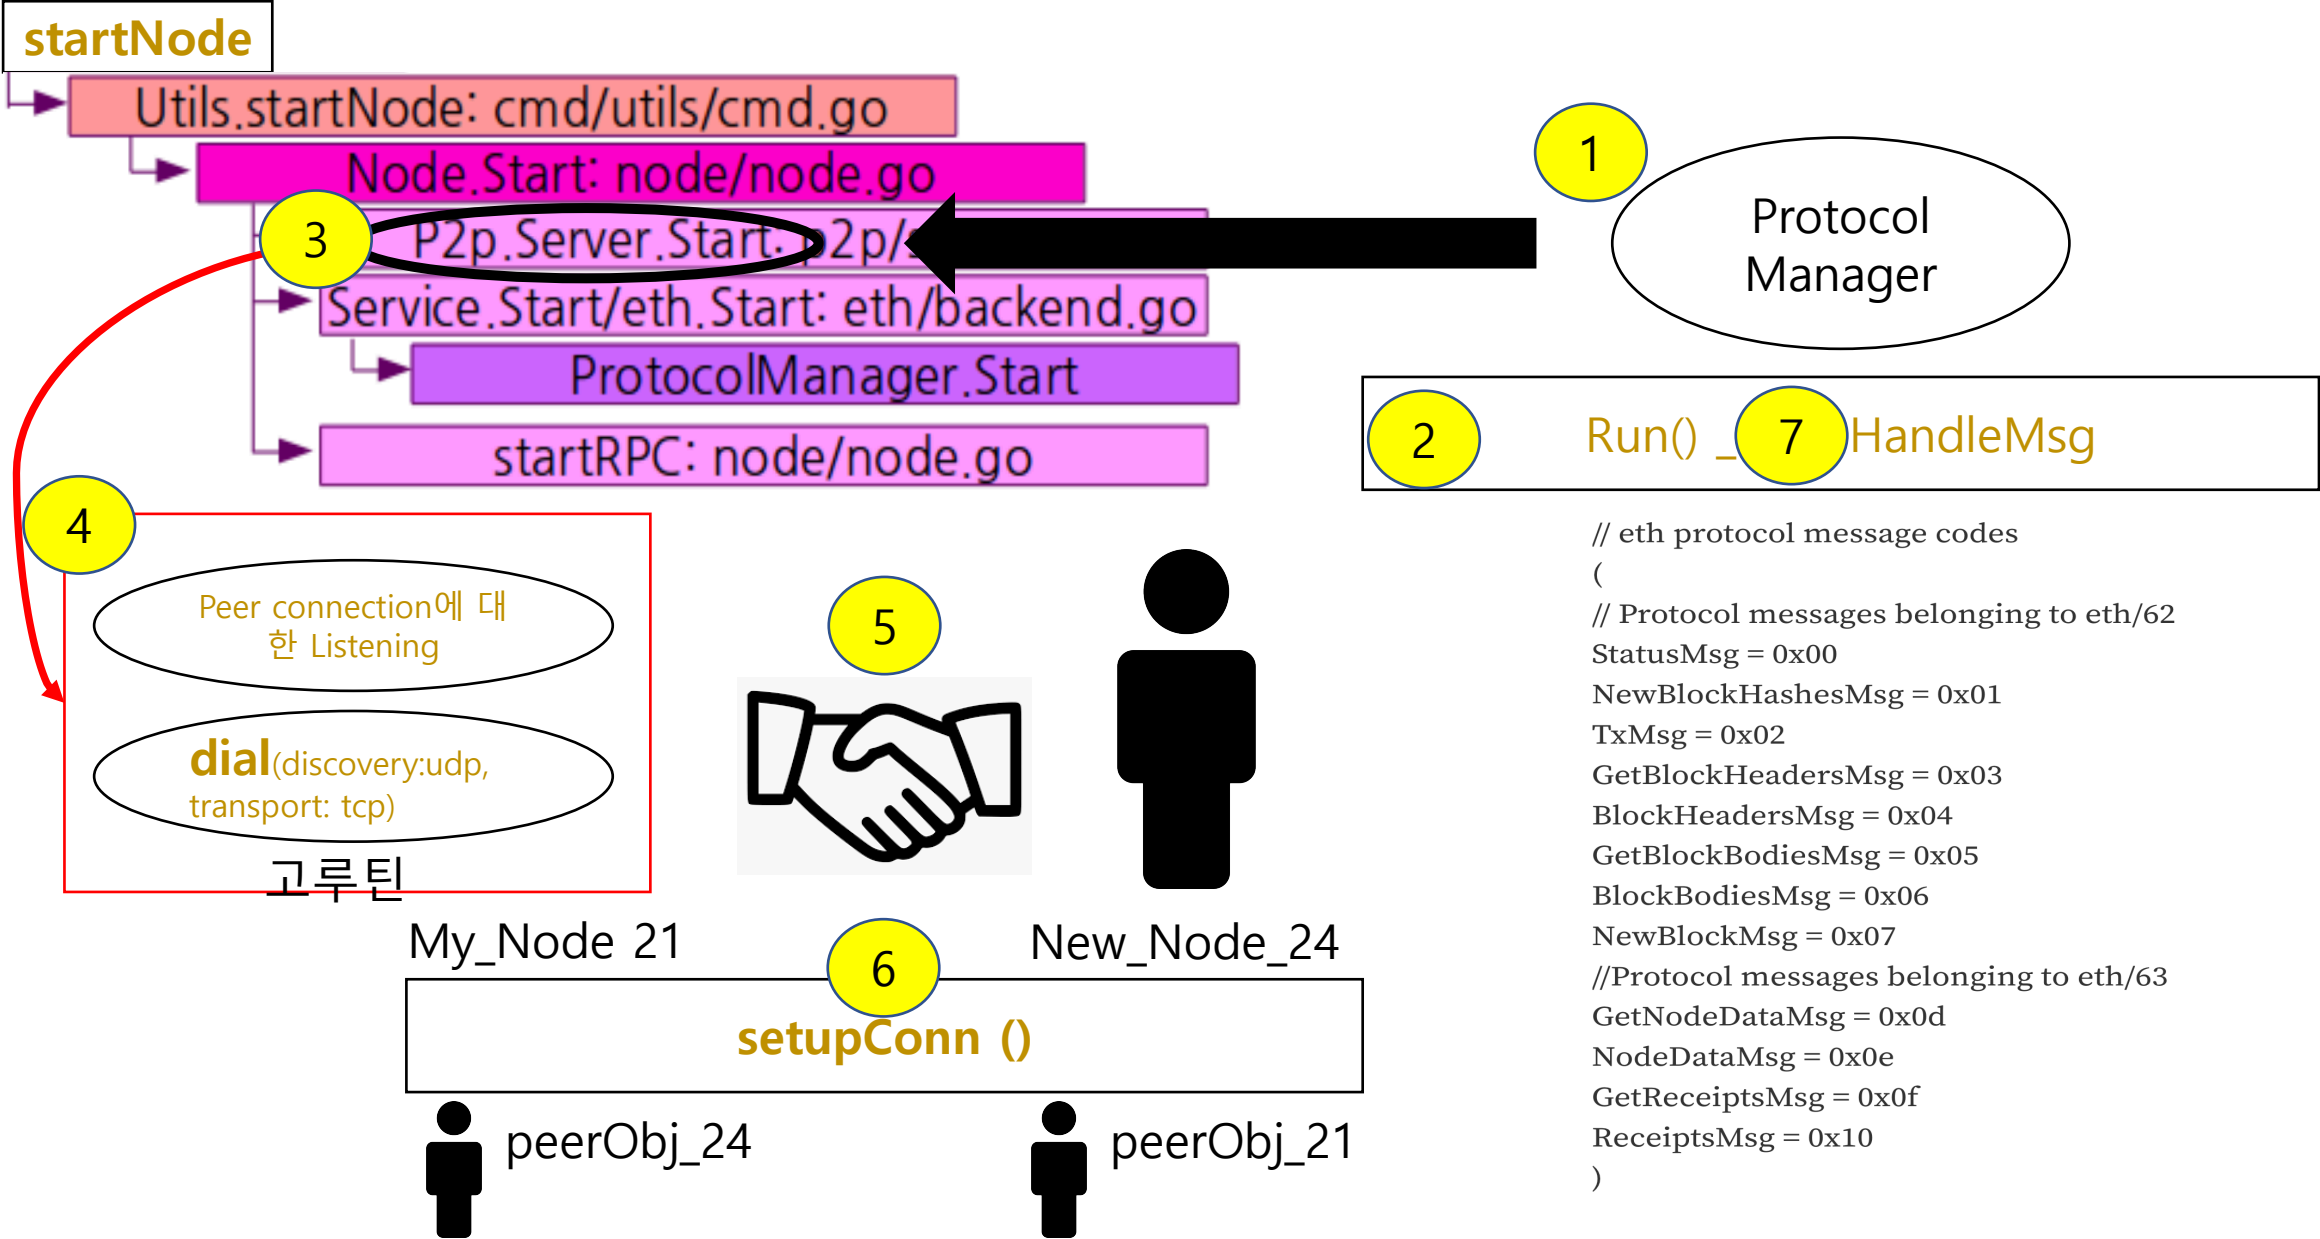 startNode
Utils.startNode: cmd/utils/cmd.go
Node.Start: node/node.go
1
Protocol
Manager
3
P2p.Server.Start: p2p/s
Service.Start/eth.Start: eth/backend.go
ProtocolManager.Start
startRPC: node/node.go
2
Run() _
7
HandleMsg
4
Peer connection에 대
한 Listening
dial(discovery:udp,
transport: tcp)
고루틴
5
My_Node 21
New_Node_24
6
setupConn ()
peerObj_24
peerObj_21
// eth protocol message codes
(
// Protocol messages belonging to eth/62
StatusMsg = 0x00
NewBlockHashesMsg = 0x01
TxMsg = 0x02
GetBlockHeadersMsg = 0x03
BlockHeadersMsg = 0x04
GetBlockBodiesMsg = 0x05
BlockBodiesMsg = 0x06
NewBlockMsg = 0x07
//Protocol messages belonging to eth/63
GetNodeDataMsg = 0x0d
NodeDataMsg = 0x0e
GetReceiptsMsg = 0x0f
ReceiptsMsg = 0x10
)